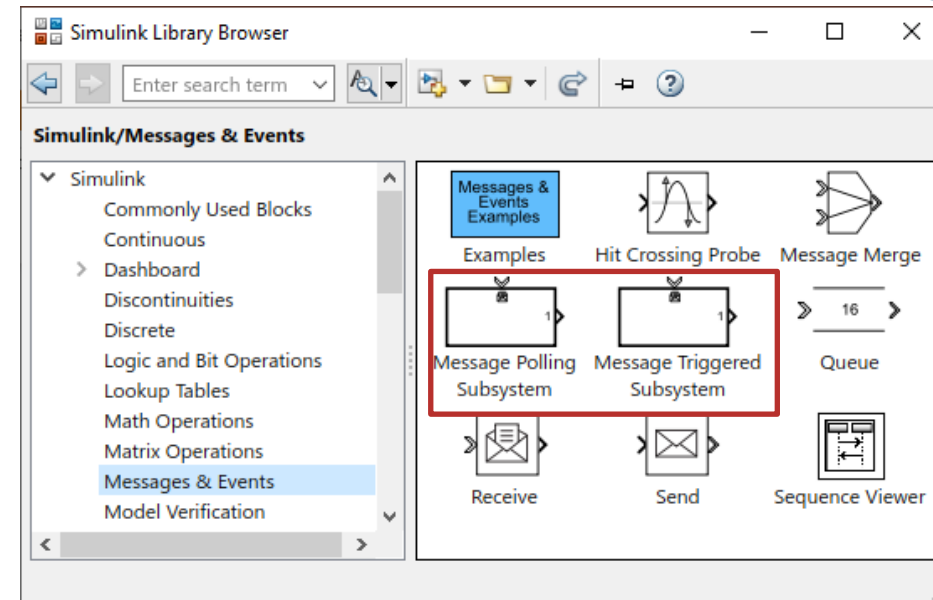 Simulink Library Browser
Enter search term
Simulink/Messages & Events
Simulink
Commonly Used Blocks
Continuous
Dashboard
Discontinuities
Discrete
Logic and Bit Operations
Lookup Tables
Math Operations
Matrix Operations
Messages & Events
Model Verification
Messages &
Events
Examples
Examples
Hit Crossing Probe
Message Merge
1
Message Polling
Subsystem
1
Message Triggered
Subsystem
16
Queue
Receive
Send
Sequence Viewer